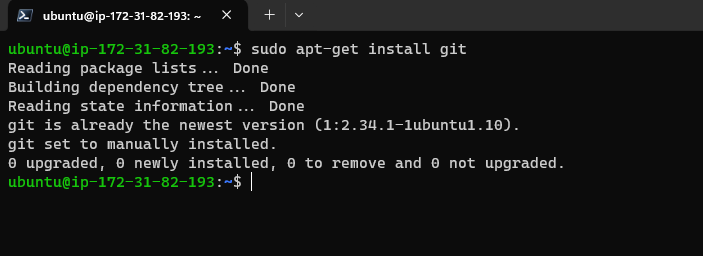 ubuntu@ip-172-31-82-193: ~
ubuntu@ip-172-31-82-193:~$ sudo apt-get install git
Reading package lists... Done
Building dependency tree... Done
Reading state information... Done
git is already the newest version (1:2.34.1-1ubuntu1.10).
git set to manually installed.
0 upgraded, 0 newly installed, 0 to remove and 0 not upgraded.
ubuntu@ip-172-31-82-193:~$